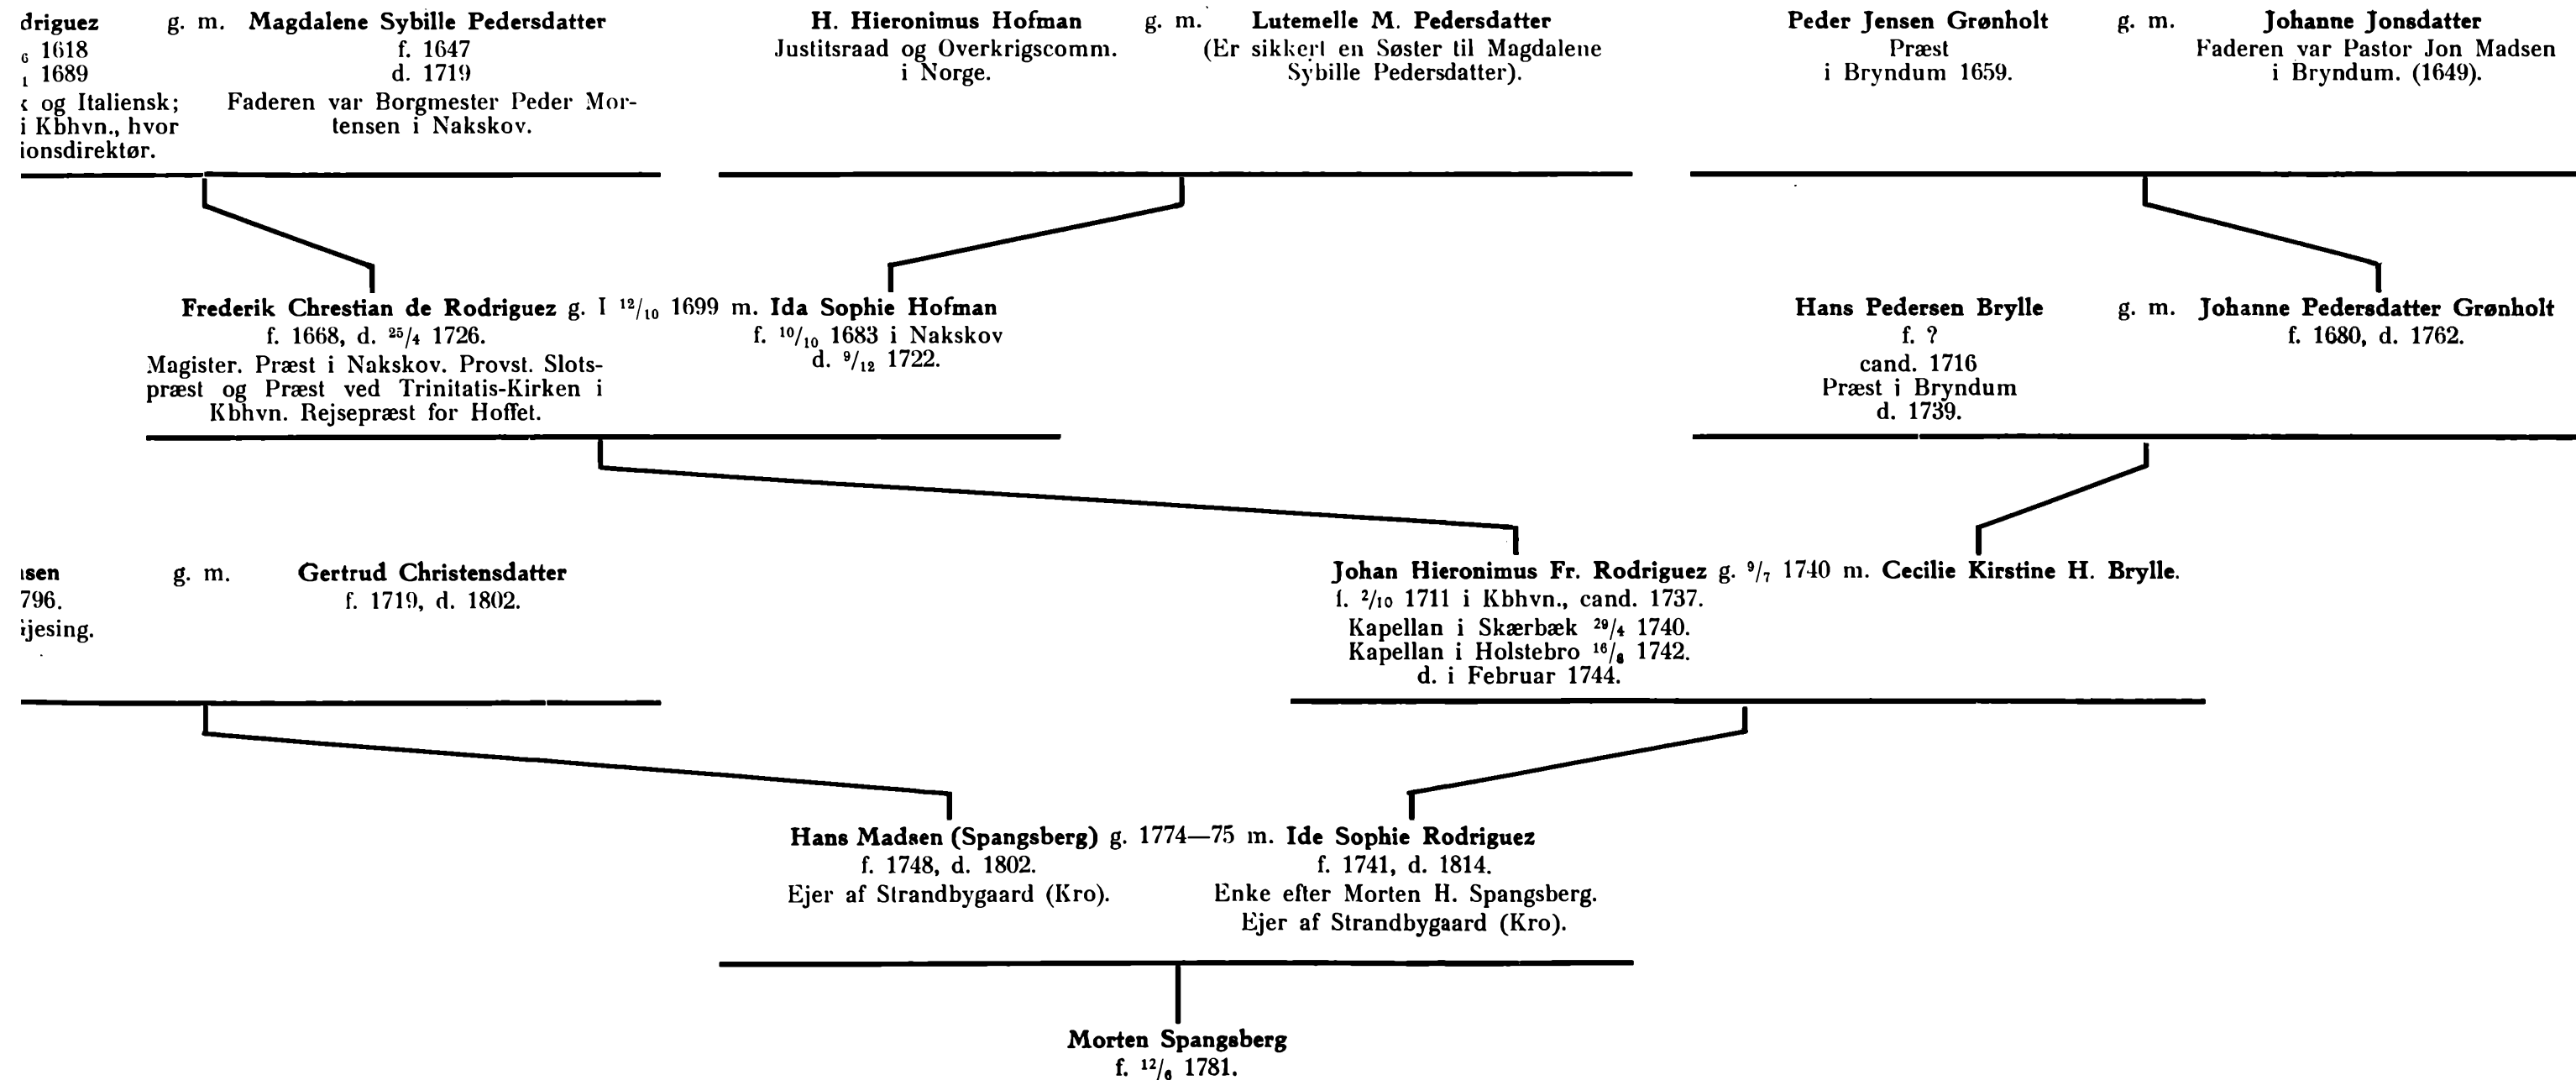 driguez g. m. Magdalene Sybille Pedersdatter
1618 f. 1647
1689 d. 1719
og Italiensk; Faderen var Borgmester Peder Mor-
i Kbhvn., hvor tensen i Nakskov.
ionsdirektør.
H. Hieronimus Hofman g. m. Lutemelle M. Pedersdatter
Justitsraad og Overkrigscomm. (Er sikkert en Søster til Magdalene
i Norge. Sybille Pedersdatter).
Peder Jensen Grønholt g. m. Johanne Jonsdatter
Præst Faderen var Pastor Jon Madsen
i Bryndum 1659. i Bryndum. (1649).
Frederik Chrestian de Rodriguez g. I 12/10 1699 m. Ida Sophie Hofman
f. 1668, d. 25/4 1726. f. 10/10 1683 i Nakskov
d. 9/12 1722.
Magister. Præst i Nakskov. Provst. Slots-
præst og Præst ved Trinitatis-Kirken i
Kbhvn. Rejsepræst for Hoffet.
Hans Pedersen Brylle g. m. Johanne Pedersdatter Grønholt
f. ? f. 1680, d. 1762.
cand. 1716
Præst i Bryndum
d. 1739.
sen g. m. Gertrud Christensdatter
796. f. 1719, d. 1802.
jesing.
Johan Hieronimus Fr. Rodriguez g. 9/7 1740 m. Cecilie Kirstine H. Brylle.
f. 2/10 1711 i Kbhvn., cand. 1737.
Kapellan i Skærbæk 29/4 1740.
Kapellan i Holstebro 1742.
d. i Februar 1744.
Hans Madsen (Spangsberg) g. 1774—75 m. Ide Sophie Rodriguez
f. 1748, d. 1802. f. 1741, d. 1814.
Ejer af Strandbygaard (Kro). Enke efter Morten H. Spangsberg.
Ejer af Strandbygaard (Kro).
Morten Spangsberg
f. 12/6 1781.